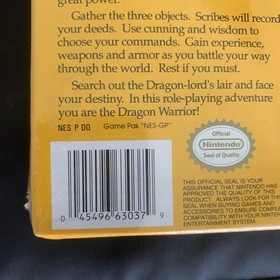 great power.
Gather the three objects. Scribes will record
your deeds. Use cunning and wisdom to
choose your commands. Gain experience,
weapons and armor as you battle your way
through the world. Rest if you must.
Search out the Dragon-lord's lair and face
your destiny. In this role-playing adventure
you are the Dragon Warrior!
NES P DQ Game Pak "NES-GP"
Official
Nintendo
Seal of Quality
0 45496 63037 9
THIS OFFICIAL SEAL IS YOUR
ASSURANCE THAT NINTENDO HAS
APPROVED THE QUALITY OF THIS
PRODUCT. ALWAYS LOOK FOR THIS
SEAL WHEN BUYING GAMES AND
ACCESSORIES TO ENSURE COMPLE
COMPATIBILITY WITH YOUR NINTEN
ENTERTAINMENT SYSTEM.